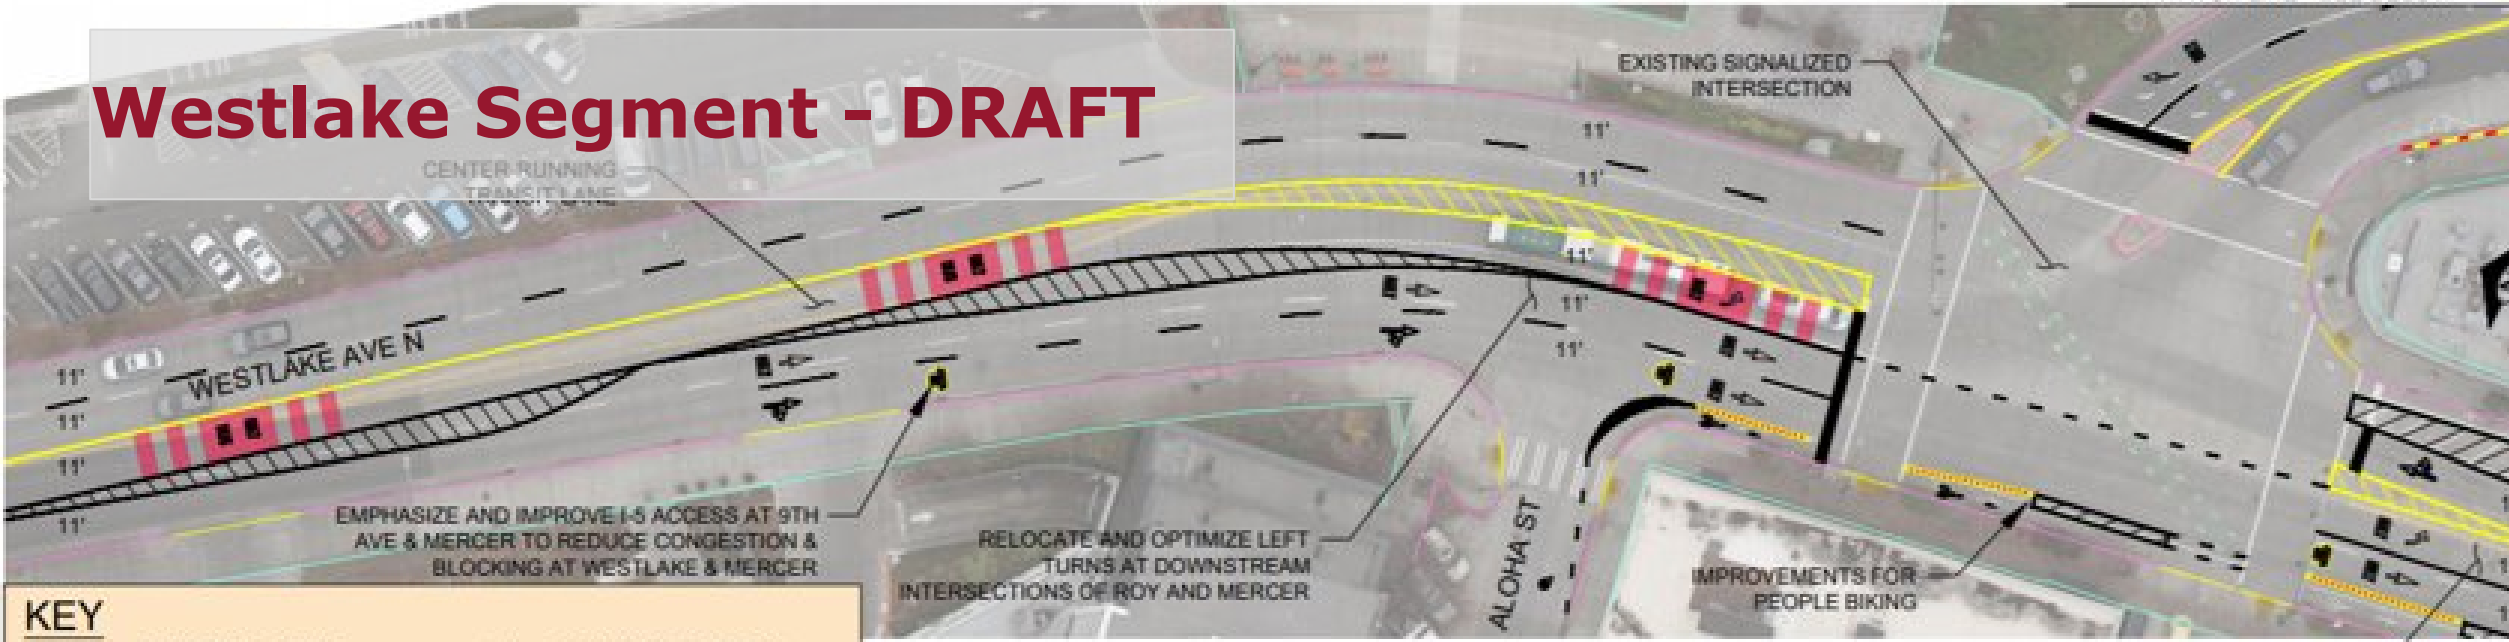 Westlake Segment - DRAFT
CENTER-RUNNING
TRANSIT LANE
EXISTING SIGNALIZED
INTERSECTION
11'
11'
11'
11'
11'
WESTLAKE AVE N
11'
11'
11'
11'
EMPHASIZE AND IMPROVE I-5 ACCESS AT 9TH
AVE & MERCER TO REDUCE CONGESTION &
BLOCKING AT WESTLAKE & MERCER
RELOCATE AND OPTIMIZE LEFT
TURNS AT DOWNSTREAM
INTERSECTIONS OF ROY AND MERCER
ALOHA ST
IMPROVEMENTS FOR
PEOPLE BIKING
KEY